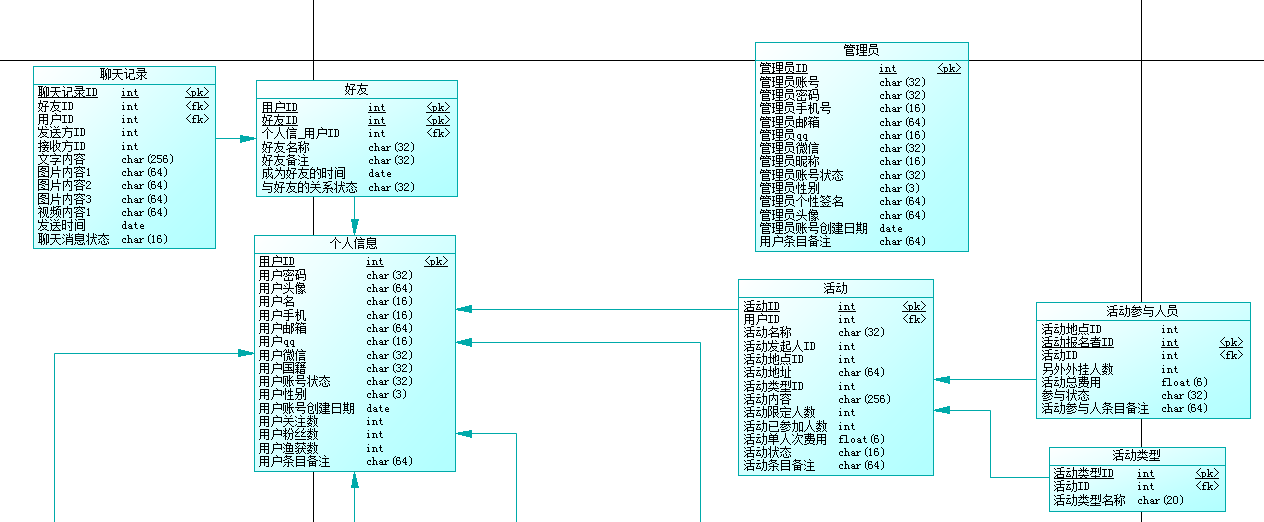 聊天记录
聊天记录ID int <pk>
好友ID int <fk>
用户ID int <fk>
发送方ID int
接收方ID int
文字内容 char(256)
图片内容1 char(64)
图片内容2 char(64)
图片内容3 char(64)
视频内容1 char(64)
发送时间 date
聊天消息状态 char(16)
好友
用户ID int <pk>
好友ID int <pk>
个人信_用户ID int <fk>
好友名称 char(32)
好友备注 char(32)
成为好友的时间 date
与好友的关系状态 char(32)
管理员
管理员ID int <pk>
管理员账号 char(32)
管理员密码 char(32)
管理员手机号 char(16)
管理员邮箱 char(64)
管理员qq char(16)
管理员微信 char(32)
管理员昵称 char(16)
管理员账号状态 char(32)
管理员性别 char(3)
管理员个性签名 char(64)
管理员头像 char(64)
管理员账号创建日期 date
用户条目备注 char(64)
个人信息
用户ID int <pk>
用户密码 char(32)
用户头像 char(64)
用户名 char(16)
用户手机 char(16)
用户邮箱 char(64)
用户qq char(16)
用户微信 char(32)
用户国籍 char(32)
用户账号状态 char(32)
用户性别 char(3)
用户账号创建日期 date
用户关注数 int
用户粉丝数 int
用户渔获数 int
用户条目备注 char(64)
活动
活动ID int <pk>
用户ID int <fk>
活动名称 char(32)
活动发起人ID int
活动地点ID int
活动地址 char(64)
活动类型ID int
活动内容 char(256)
活动限定人数 int
活动已参加人数 int
活动单人次费用 float(6)
活动状态 char(16)
活动条目备注 char(64)
活动参与人员
活动地点ID int
活动报名者ID int <pk>
活动ID int <fk>
另外外挂人数 int
活动总费用 float(6)
参与状态 char(32)
活动参与人条目备注 char(64)
活动类型
活动类型ID int <pk>
活动ID int <fk>
活动类型名称 char(20)